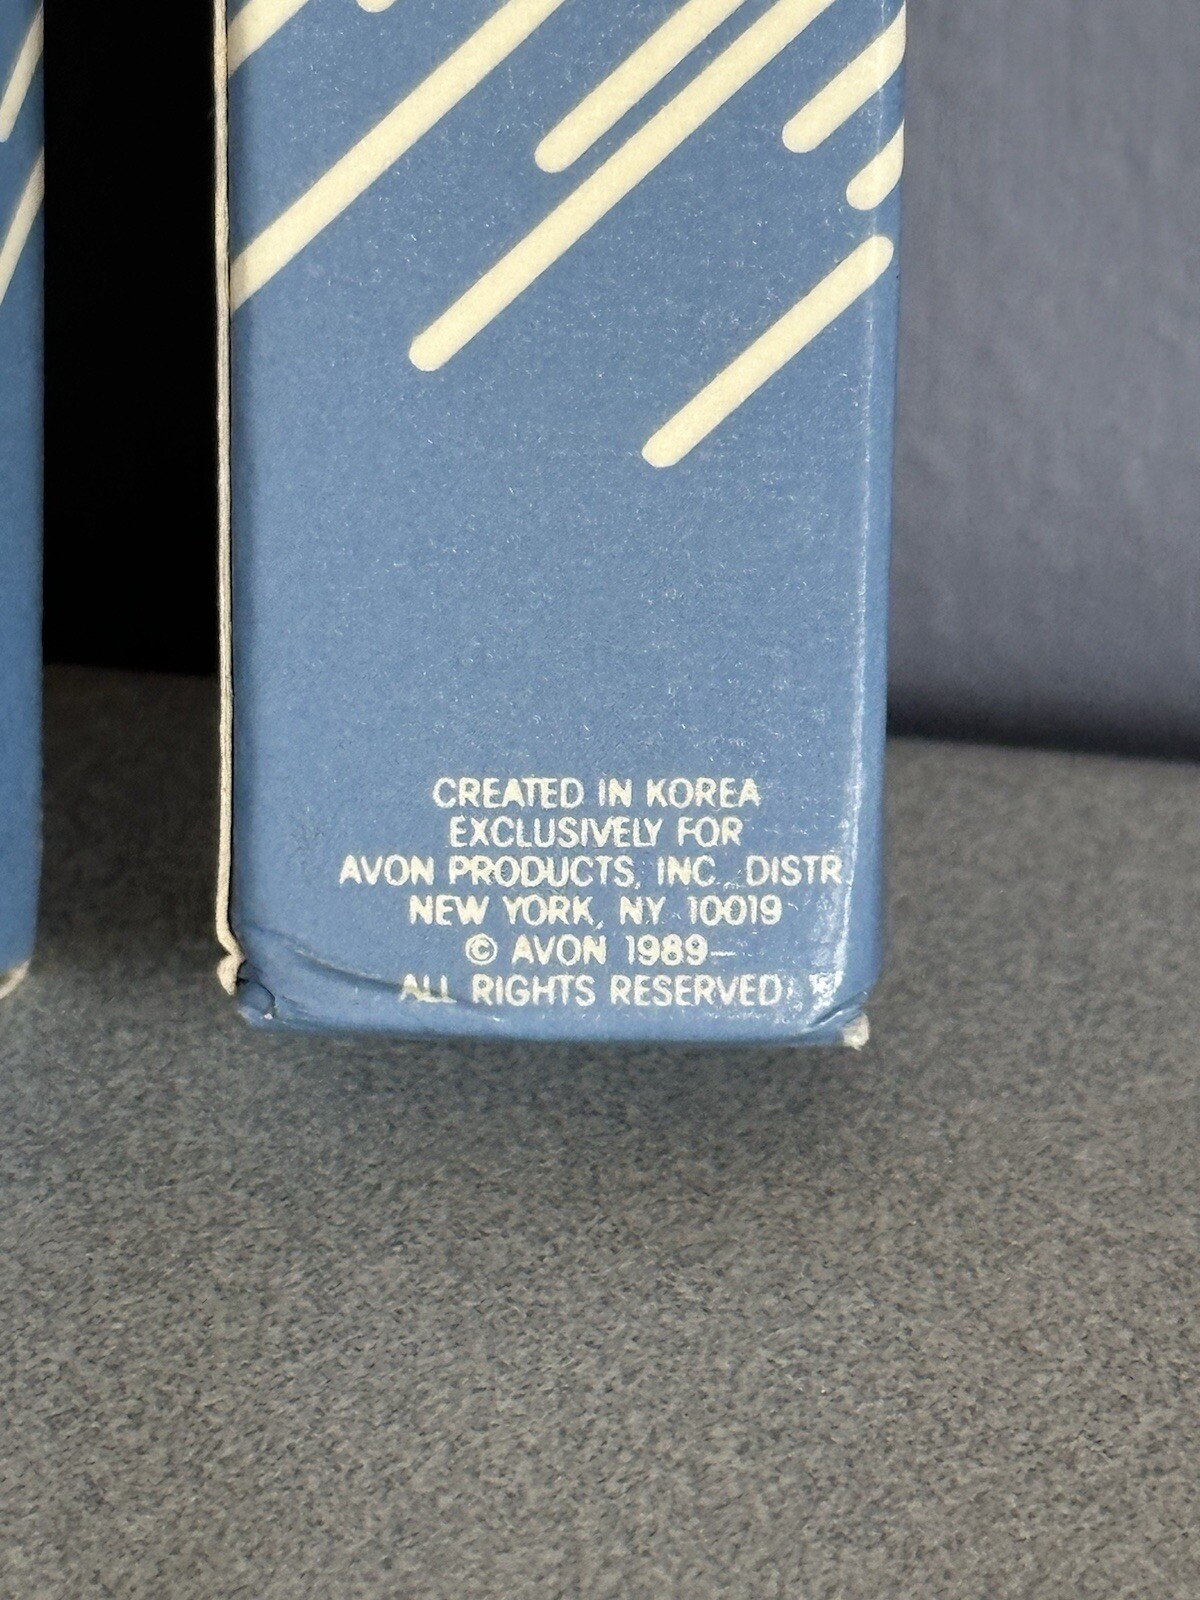 CREATED IN KOREA
EXCLUSIVELY FOR
AVON PRODUCTS, INC., DISTR.
NEW YORK, NY 10019
© AVON 1989
ALL RIGHTS RESERVED